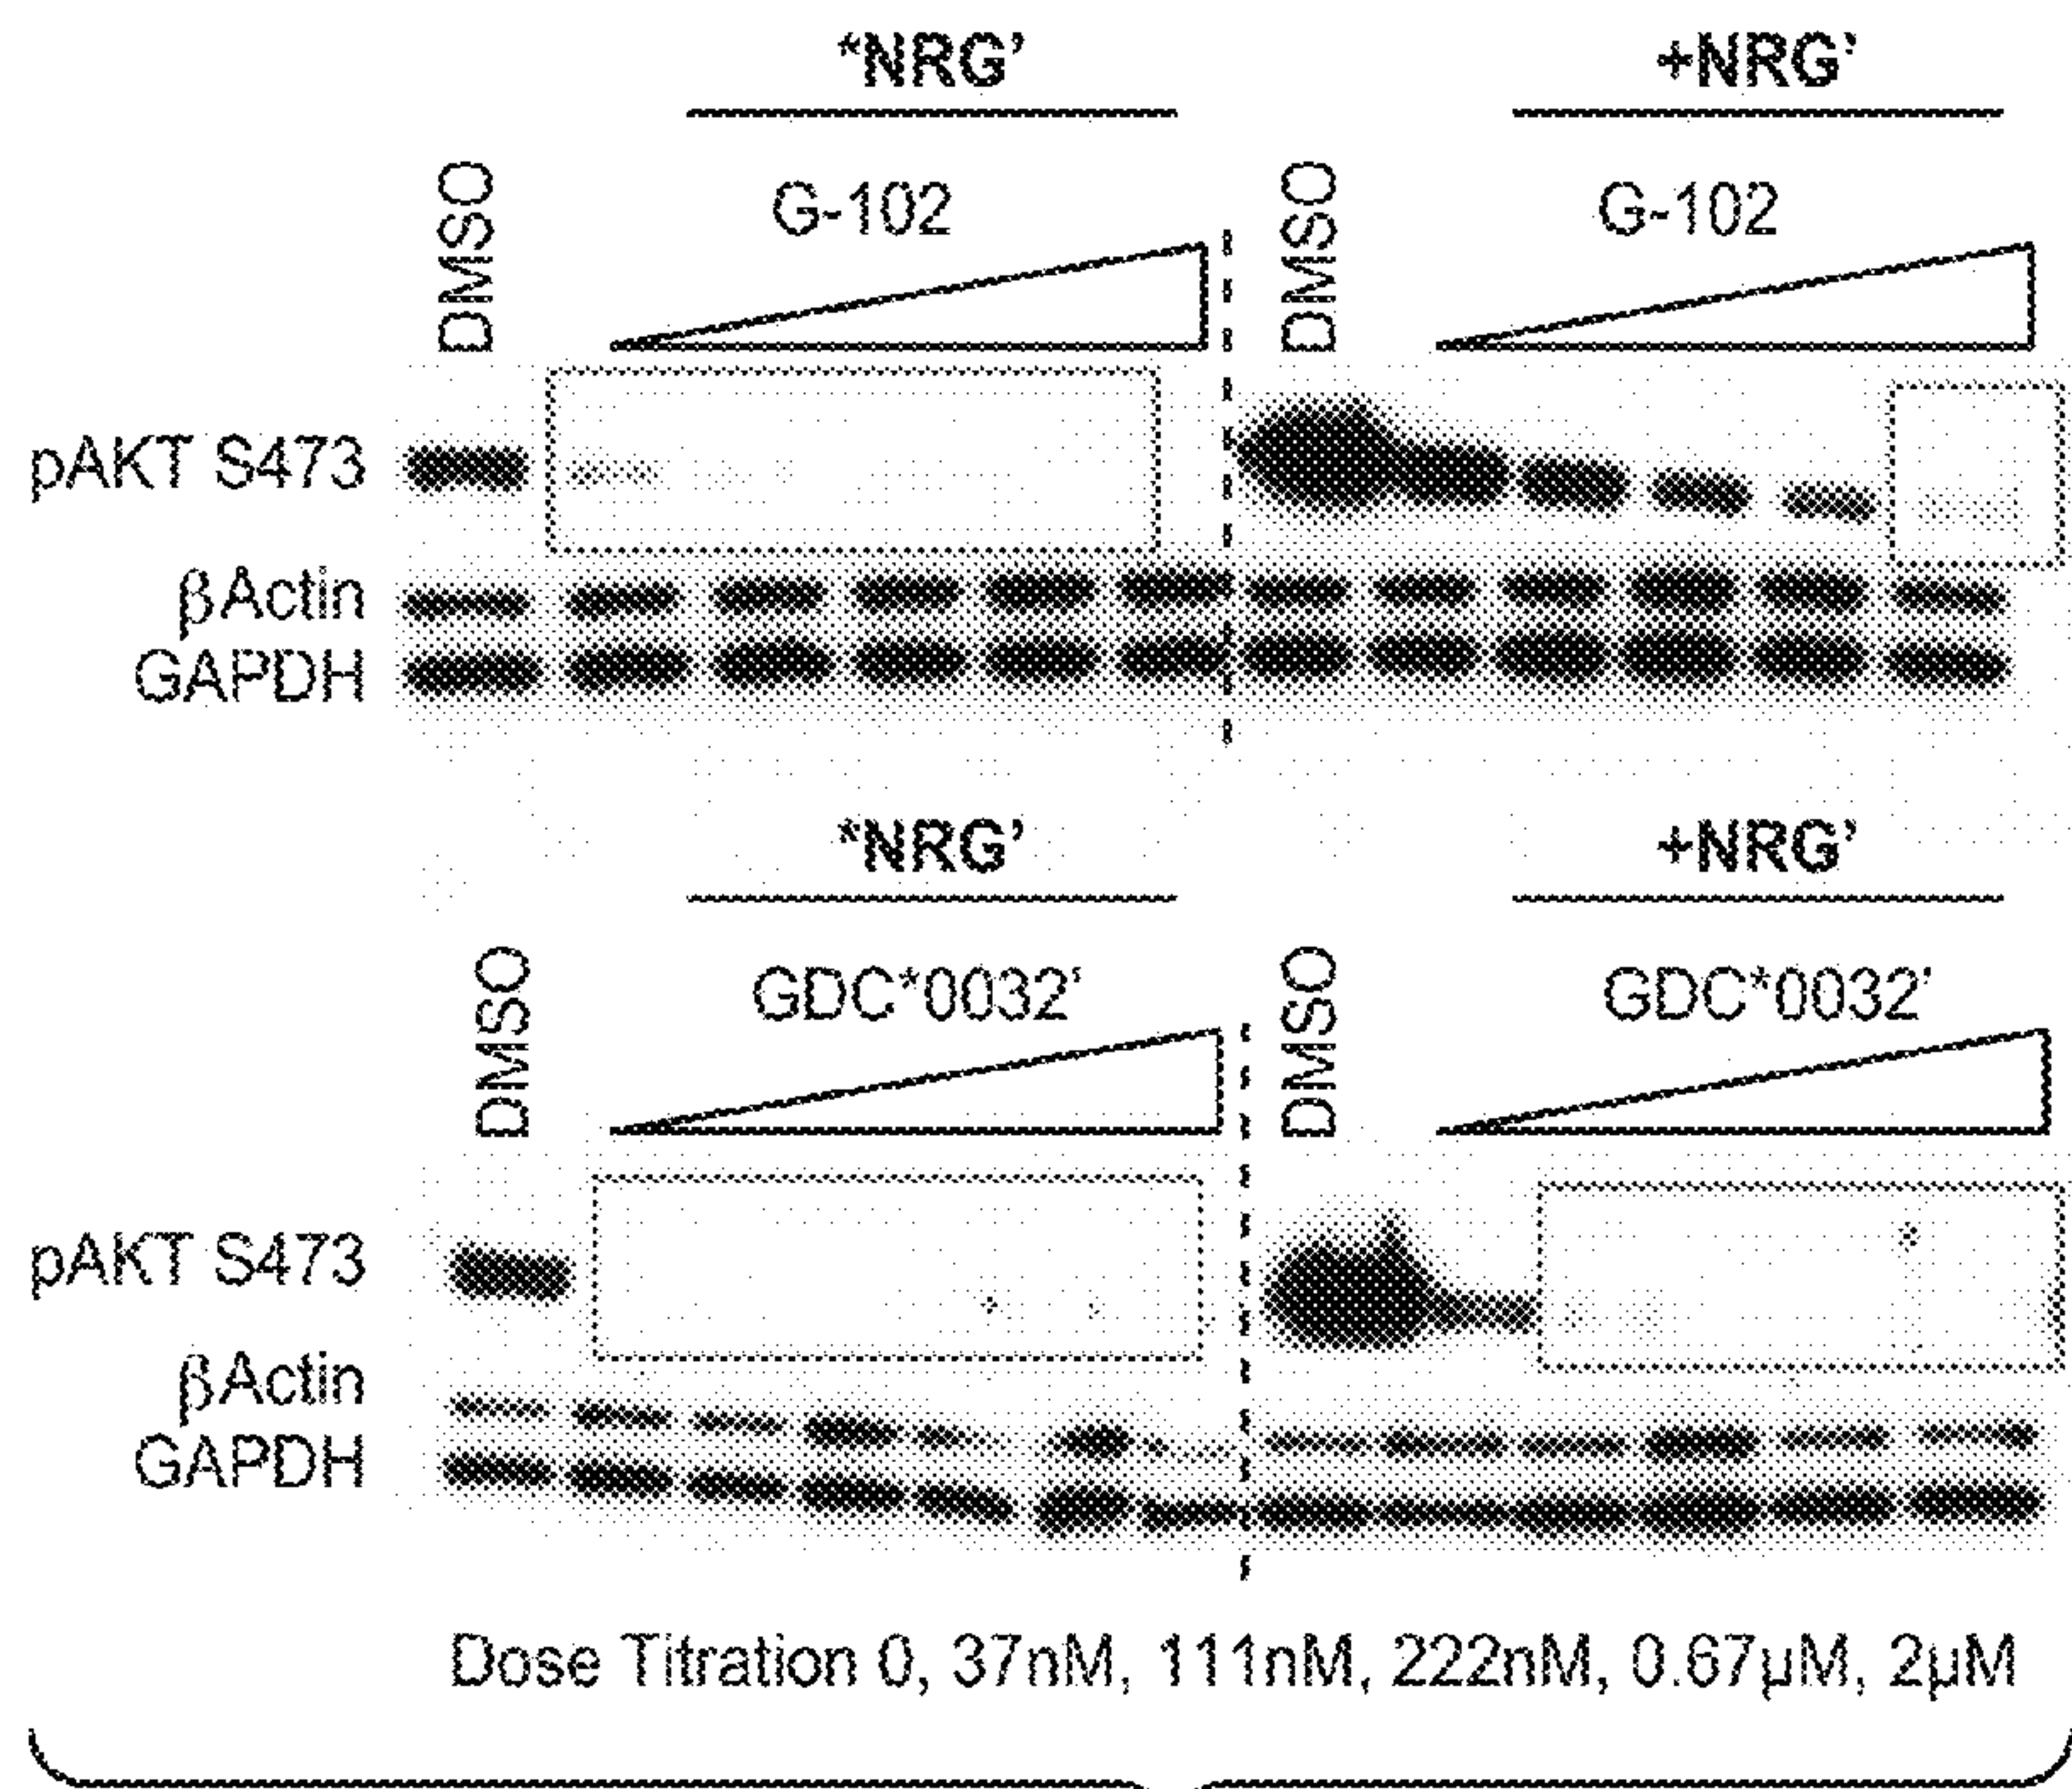 *NRG' +NRG'
DMSO G-102 DMSO G-102
pAKT S473
βActin
GAPDH
*NRG' +NRG'
DMSO GDC*0032' DMSO GDC*0032'
pAKT S473
βActin
GAPDH
Dose Titration 0, 37nM, 111nM, 222nM, 0.67µM, 2µM